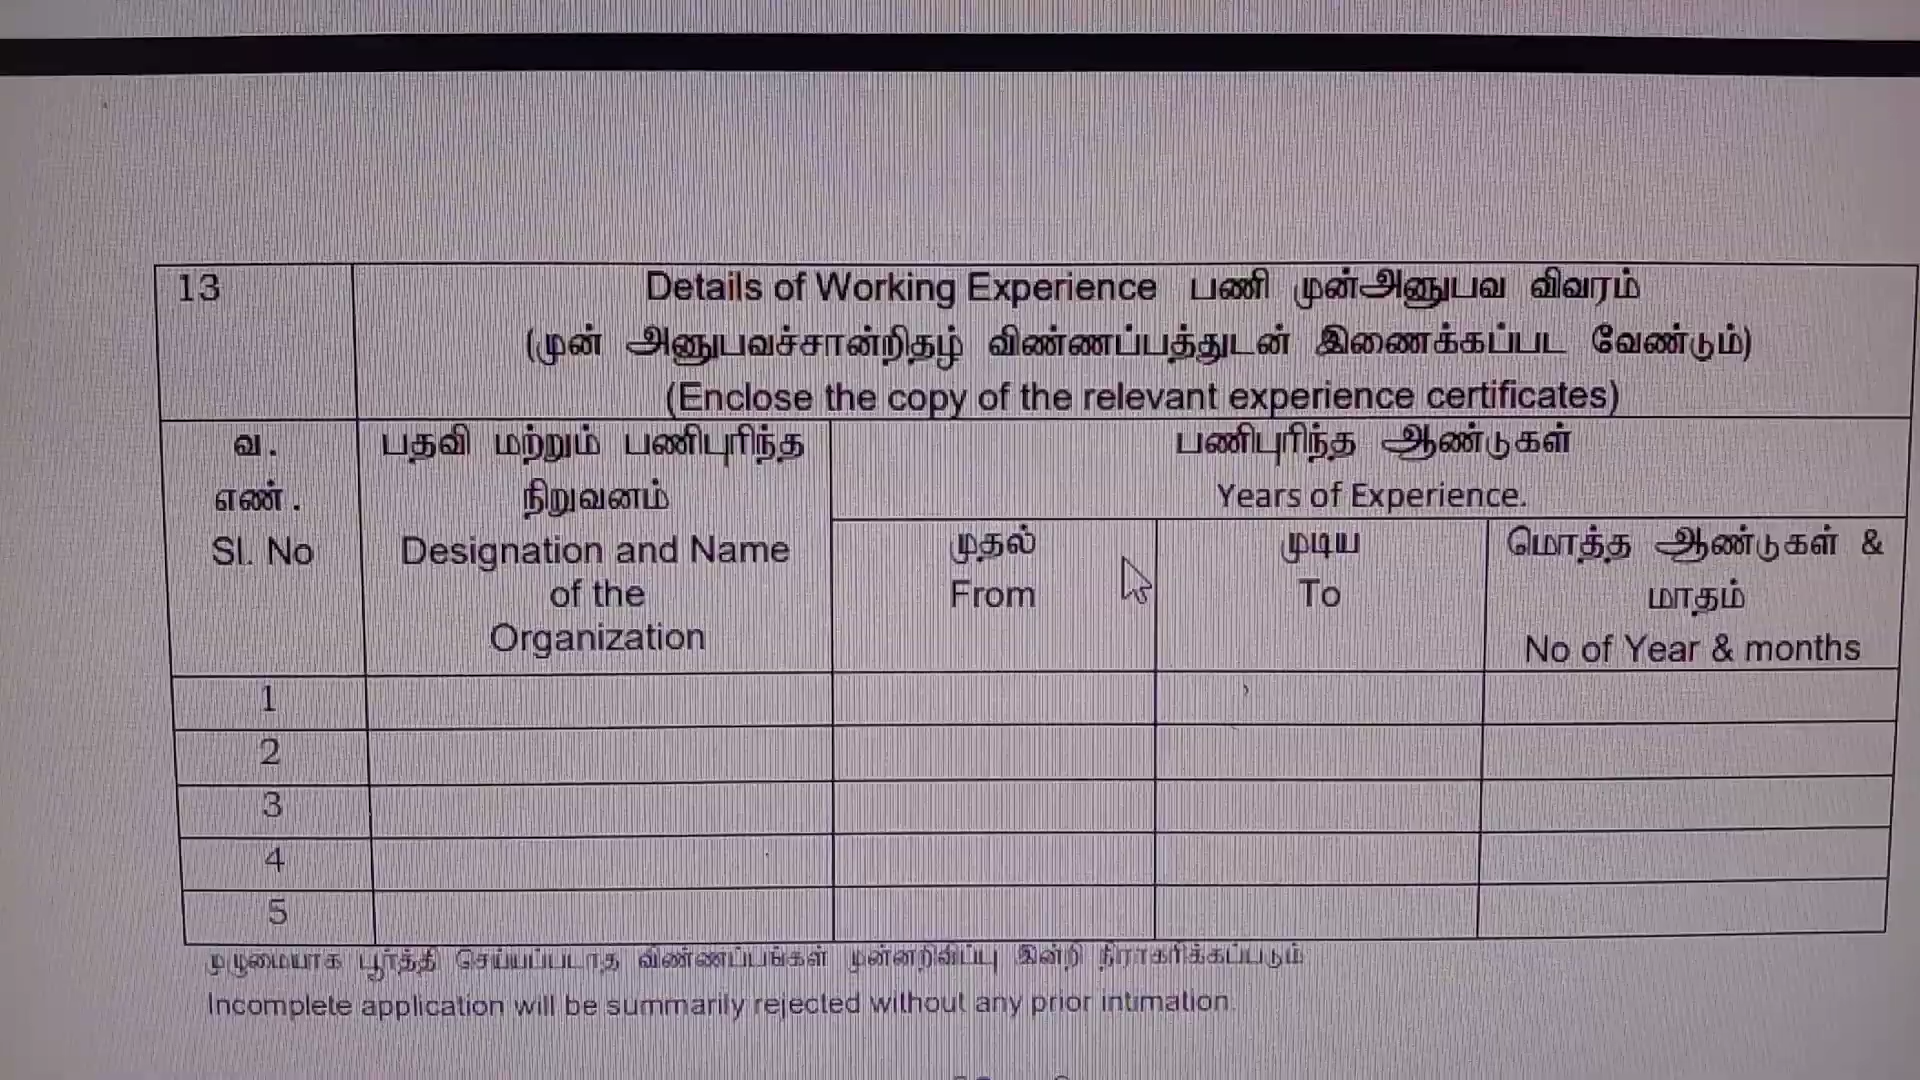 13
Details of Working Experience பணி முன்அனுபவ விவரம்
(முன் அனுபவச்சான்றிதழ் விண்ணப்பத்துடன் இணைக்கப்பட வேண்டும்)
(Enclose the copy of the relevant experience certificates)
வ.
எண்.
Sl. No
பதவி மற்றும் பணிபுரிந்த
நிறுவனம்
Designation and Name
of the
Organization
பணிபுரிந்த ஆண்டுகள்
Years of Experience.
முதல்
From
முடிய
To
மொத்த ஆண்டுகள் &
மாதம்
No of Year & months
1
2
3
4
5
முழுமையாக பூர்த்தி செய்யப்படாத விண்ணப்பங்கள் முன்னறிவிப்பு இன்றி நிராகரிக்கப்படும்
Incomplete application will be summarily rejected without any prior intimation.